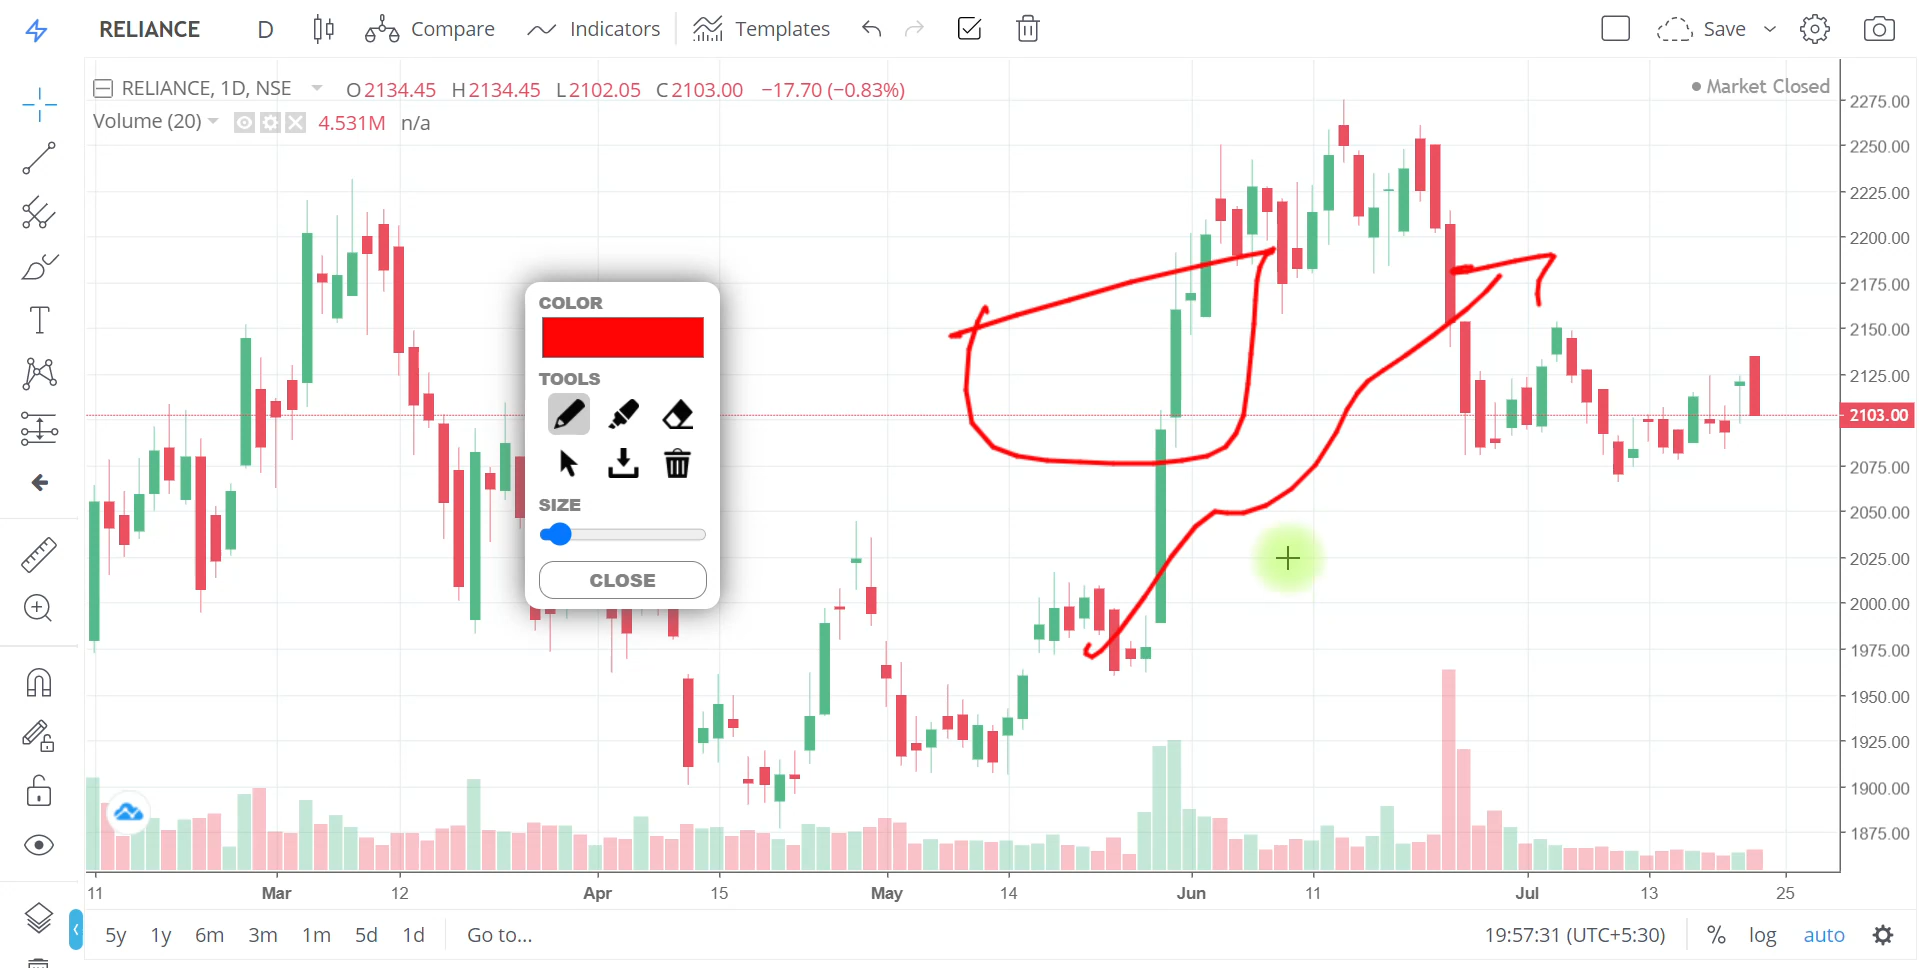 RELIANCE D Compare Indicators Templates Save
RELIANCE, 1D, NSE O2134.45 H2134.45 L2102.05 C2103.00 −17.70 (−0.83%)
Market Closed
Volume (20) 4.531M n/a
2275.00
2250.00
2225.00
2200.00
2175.00
2150.00
2125.00
2103.00
2075.00
2050.00
2025.00
2000.00
1975.00
1950.00
1925.00
1900.00
1875.00
COLOR
TOOLS
SIZE
CLOSE
11 Mar 12 Apr 15 May 14 Jun 11 Jul 13 25
5y 1y 6m 3m 1m 5d 1d Go to... 19:57:31 (UTC+5:30) % log auto